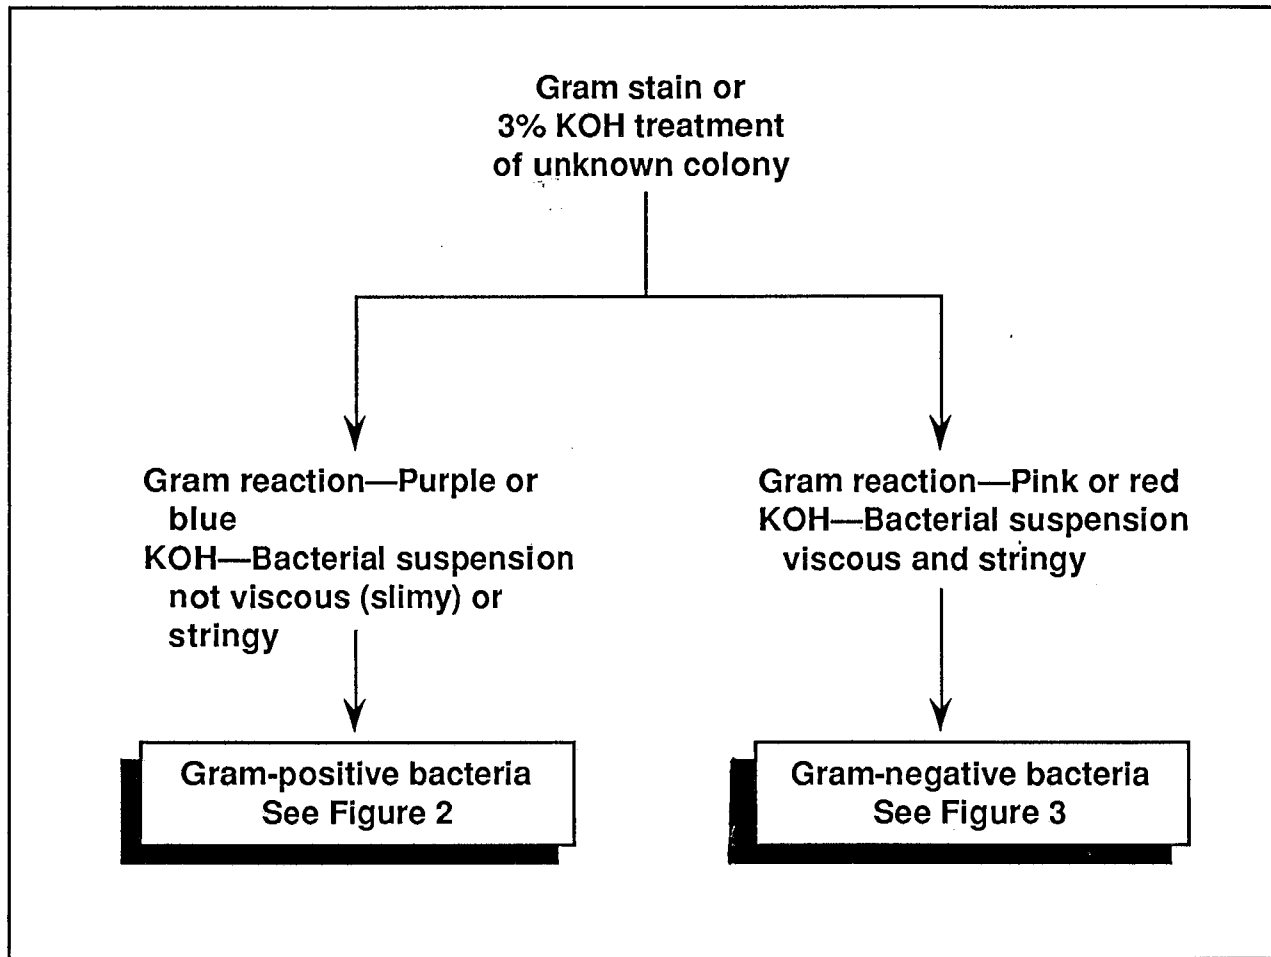 Gram stain or
3% KOH treatment
of unknown colony
Gram reaction—Purple or
blue
KOH—Bacterial suspension
not viscous (slimy) or
stringy
Gram reaction—Pink or red
KOH—Bacterial suspension
viscous and stringy
Gram-positive bacteria
See Figure 2
Gram-negative bacteria
See Figure 3